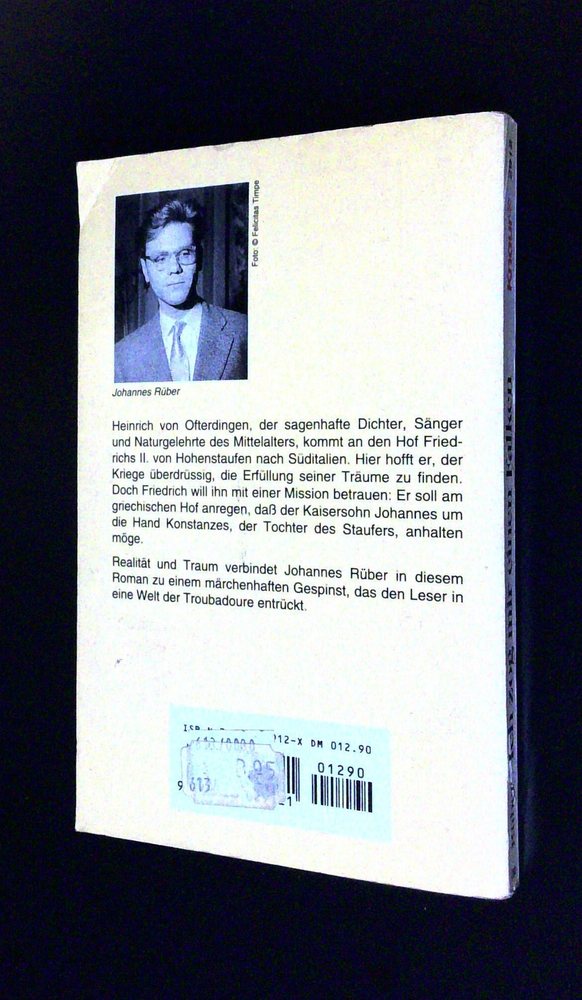 Foto: © Felicitas Timpe
Johannes Rüber
Heinrich von Ofterdingen, der sagenhafte Dichter, Sänger
und Naturgelehrte des Mittelalters, kommt an den Hof Fried-
richs II. von Hohenstaufen nach Süditalien. Hier hofft er, der
Kriege überdrüssig, die Erfüllung seiner Träume zu finden.
Doch Friedrich will ihn mit einer Mission betrauen: Er soll am
griechischen Hof anregen, daß der Kaisersohn Johannes um
die Hand Konstanzes, der Tochter des Staufers, anhalten
möge.
Realität und Traum verbindet Johannes Rüber in diesem
Roman zu einem märchenhaften Gespinst, das den Leser in
eine Welt der Troubadoure entrückt.
912-X DM 012.90
01290